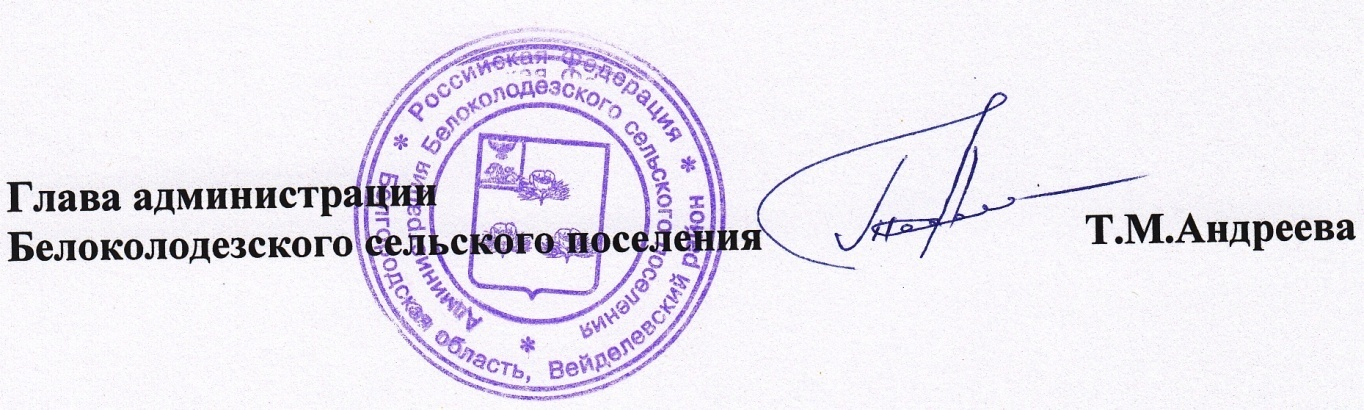 Глава администрации
Белоколодезского сельского поселения
Т.М.Андреева
* Российская Федерация *
Белгородская область, Вейделевский район
Администрация Белоколодезского сельского поселения
*